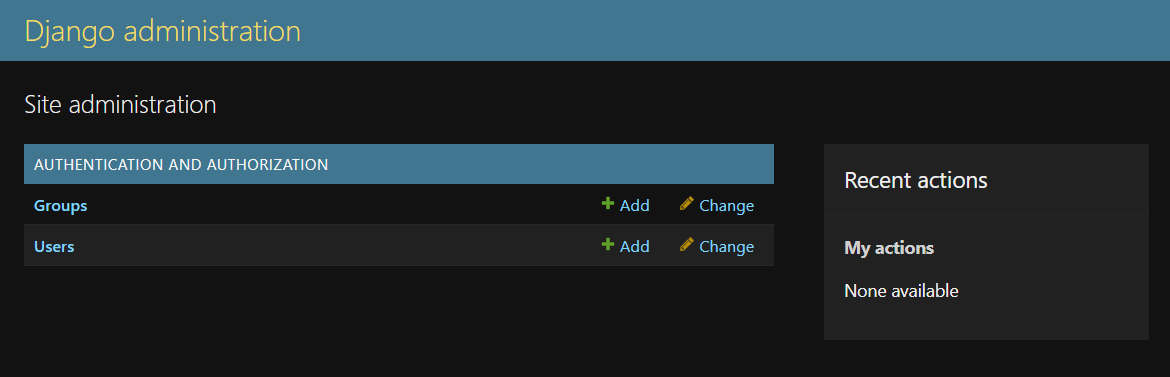 Django administration
Site administration
AUTHENTICATION AND AUTHORIZATION
Groups Add Change
Users Add Change
Recent actions
My actions
None available